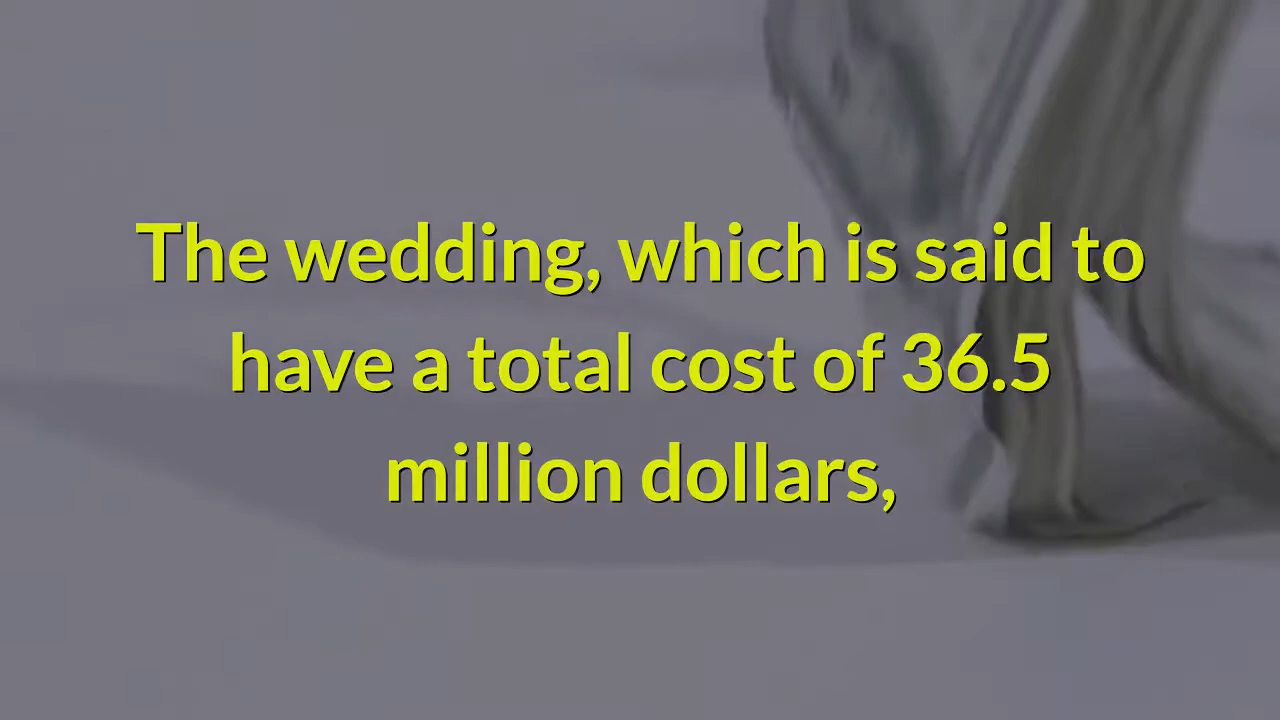 The wedding, which is said to
have a total cost of 36.5
million dollars,